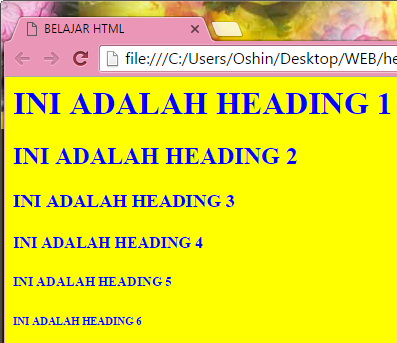 BELAJAR HTML
file:///C:/Users/Oshin/Desktop/WEB/he
INI ADALAH HEADING 1
INI ADALAH HEADING 2
INI ADALAH HEADING 3
INI ADALAH HEADING 4
INI ADALAH HEADING 5
INI ADALAH HEADING 6